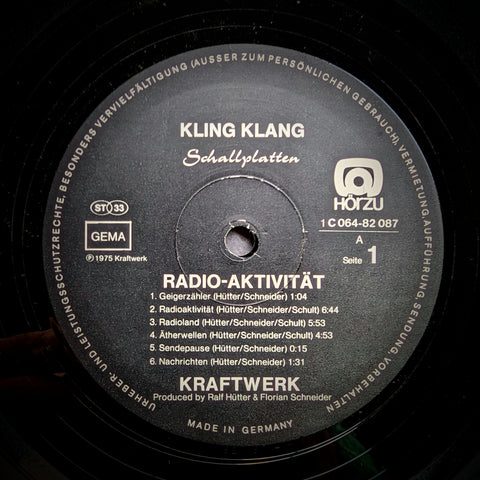 URHEBER- UND LEISTUNGSSCHUTZRECHTE, BESONDERS VERVIELFÄLTIGUNG (AUSSER ZUM PERSÖNLICHEN GEBRAUCH), VERMIETUNG, AUFFÜHRUNG, SENDUNG VORBEHALTEN
KLING KLANG
Schallplatten
HÖRZU
ST 33
1 C 064-82 087
GEMA
A
Seite 1
℗ 1975 Kraftwerk
RADIO-AKTIVITÄT
1. Geigerzähler (Hütter/Schneider) 1:04
2. Radioaktivität (Hütter/Schneider/Schult) 6:44
3. Radioland (Hütter/Schneider/Schult) 5:53
4. Ätherwellen (Hütter/Schneider/Schult) 4:53
5. Sendepause (Hütter/Schneider) 0:15
6. Nachrichten (Hütter/Schneider) 1:31
KRAFTWERK
Produced by Ralf Hütter & Florian Schneider
MADE IN GERMANY